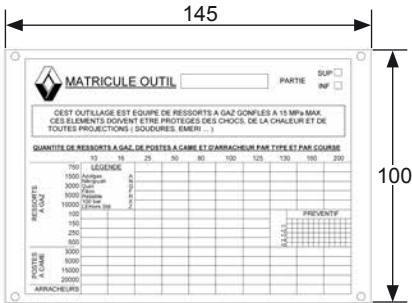 145
SUP
MATRICULE OUTIL
PARTIE
INF
CEST OUTILLAGE EST EQUIPE DE RESSORTS A GAZ GONFLES A 15 MPa MAX
CES ELEMENTS DOIVENT ETRE PROTEGES DES CHOCS, DE LA CHALEUR ET DE
TOUTES PROJECTIONS ( SOUDURES, EMERI ... )
QUANTITE DE RESSORTS A GAZ, DE POSTES A CAME ET D'ARRACHEUR PAR TYPE ET PAR COURSE
10 16 25 50 80 100 125 130 160 200
RESSORTS A GAZ
750 LEGENDE
1500
3000
5000
10000
100 PREVENTIF
150
250
500
POSTES A CAME
3000
5000
15000
20000
ARRACHEURS
100